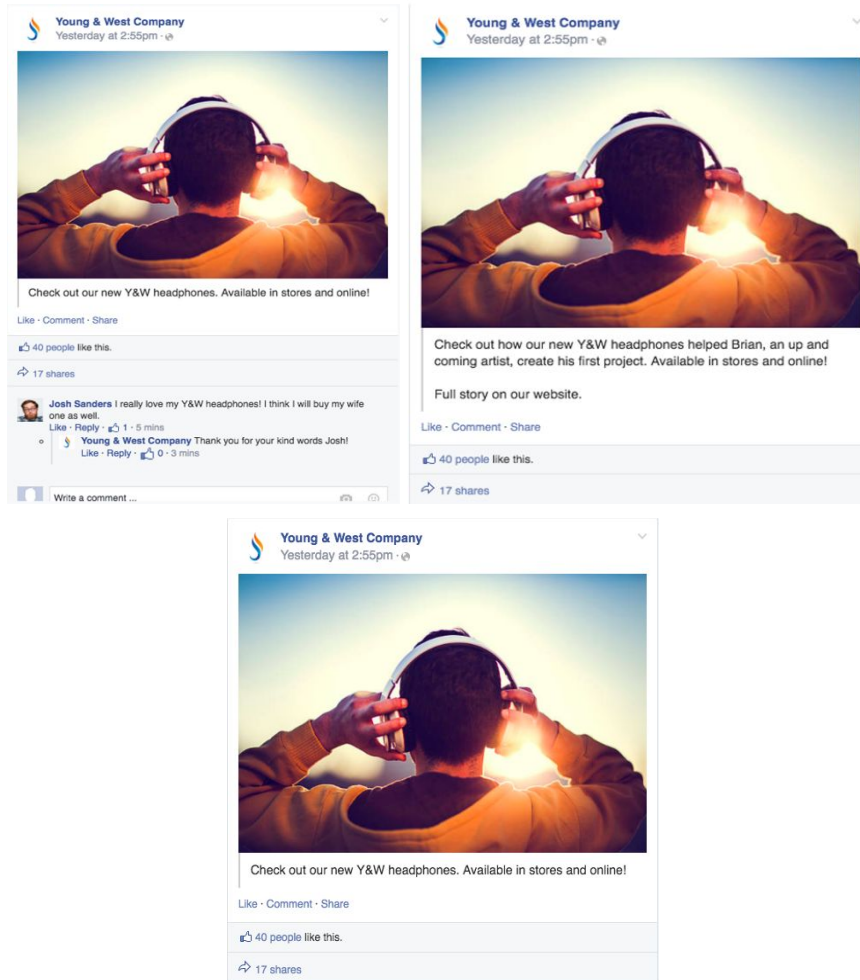 Young & West Company
Yesterday at 2:55pm ·
Check out our new Y&W headphones. Available in stores and online!
Like · Comment · Share
40 people like this.
17 shares
Josh Sanders I really love my Y&W headphones! I think I will buy my wife
one as well.
Like · Reply · 1 · 5 mins
Young & West Company Thank you for your kind words Josh!
Like · Reply · 0 · 3 mins
Write a comment ...
Young & West Company
Yesterday at 2:55pm ·
Check out how our new Y&W headphones helped Brian, an up and
coming artist, create his first project. Available in stores and online!
Full story on our website.
Like · Comment · Share
40 people like this.
17 shares
Young & West Company
Yesterday at 2:55pm ·
Check out our new Y&W headphones. Available in stores and online!
Like · Comment · Share
40 people like this.
17 shares